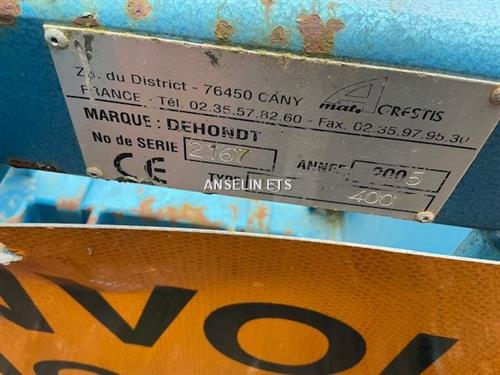 Z.A. du District - 76450 CANY
FRANCE - Tél. 02.35.57.82.60 - Fax. 02.35.97.95.30
mat. CRESTIS
MARQUE : DEHONDT
No de SERIE 2167 ANNEE 2005
CE TYPE 400
ANSELIN ETS
AVOI